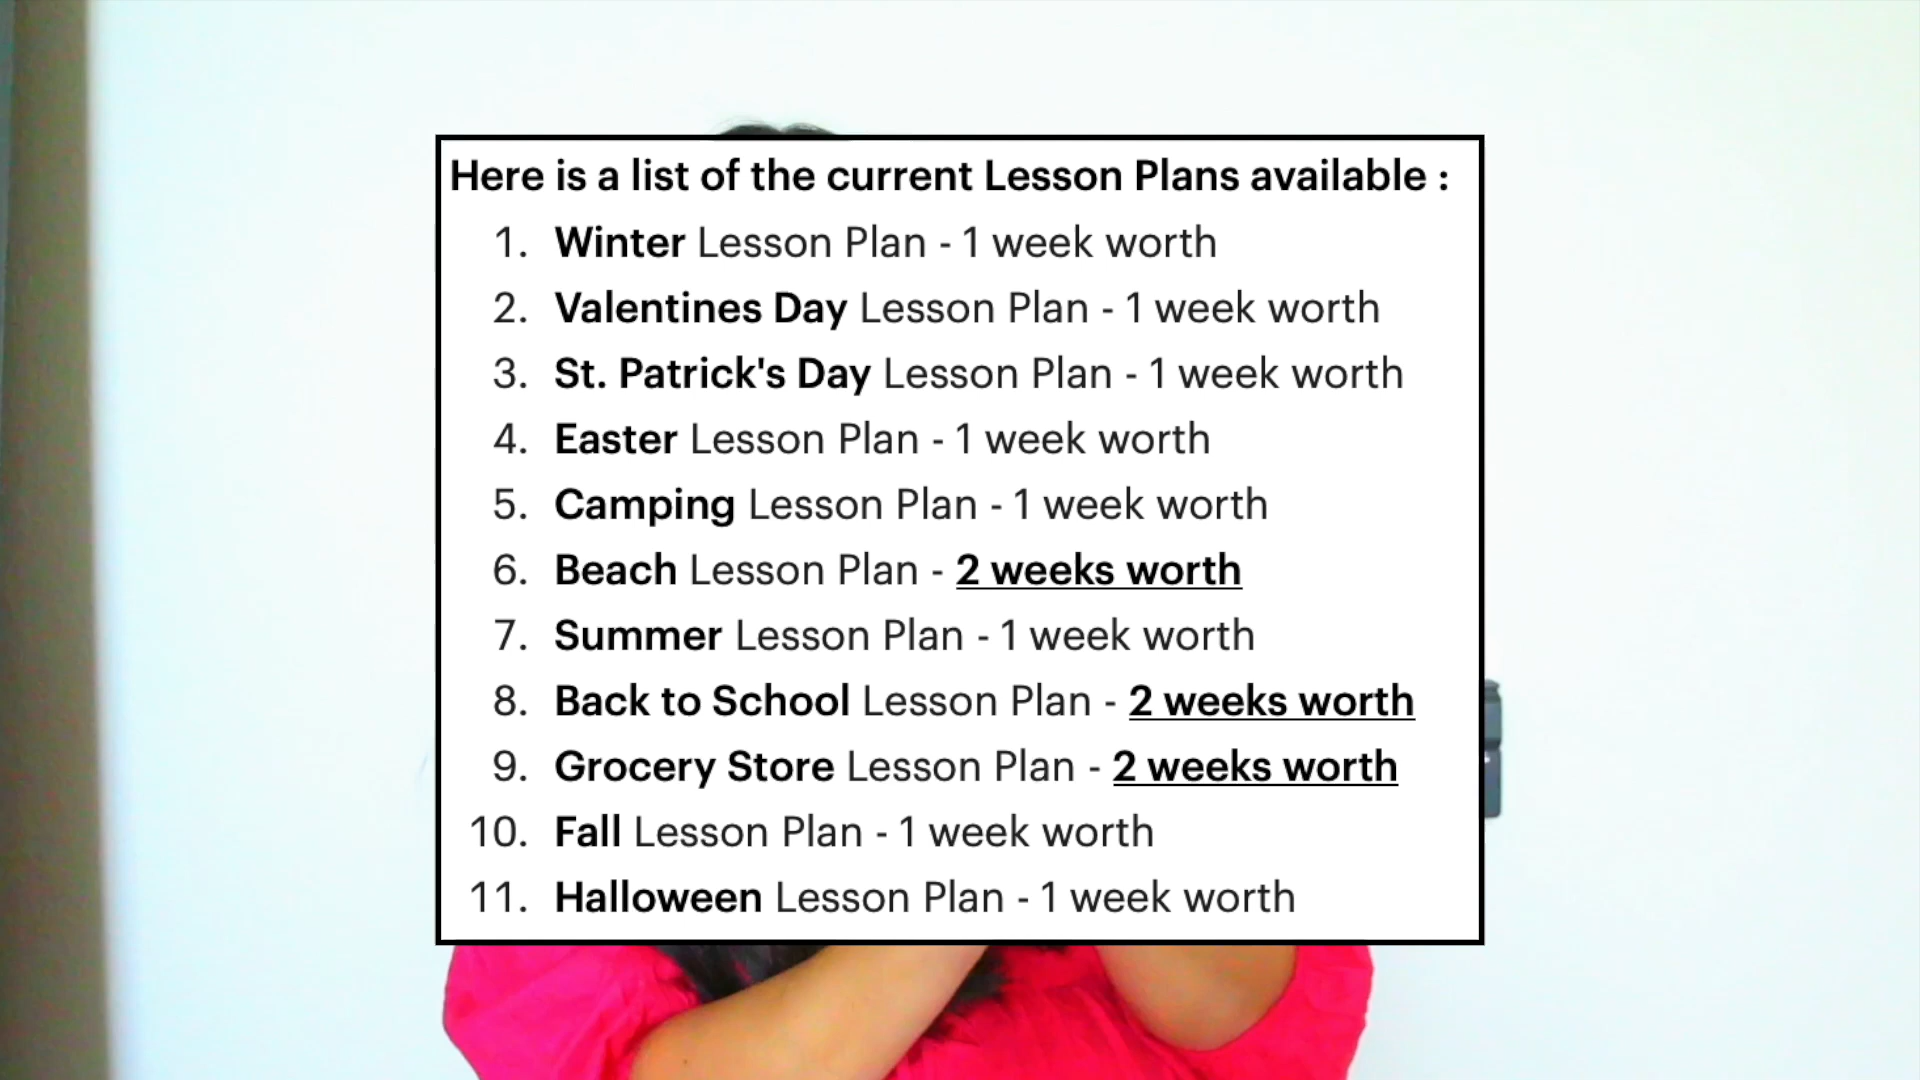 Here is a list of the current Lesson Plans available :
1. Winter Lesson Plan - 1 week worth
2. Valentines Day Lesson Plan - 1 week worth
3. St. Patrick's Day Lesson Plan - 1 week worth
4. Easter Lesson Plan - 1 week worth
5. Camping Lesson Plan - 1 week worth
6. Beach Lesson Plan - 2 weeks worth
7. Summer Lesson Plan - 1 week worth
8. Back to School Lesson Plan - 2 weeks worth
9. Grocery Store Lesson Plan - 2 weeks worth
10. Fall Lesson Plan - 1 week worth
11. Halloween Lesson Plan - 1 week worth